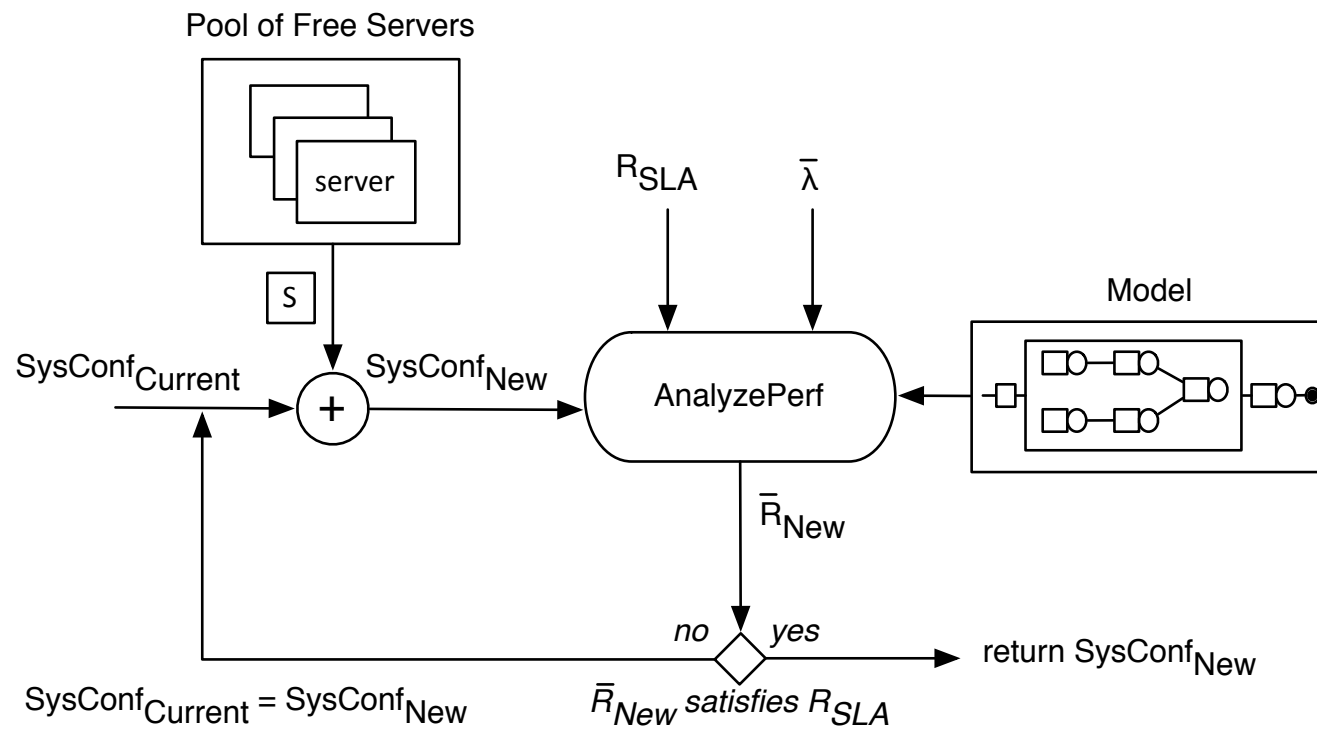 Pool of Free Servers
server
R_SLA
λ̄
S
Model
SysConf_Current
SysConf_New
+
AnalyzePerf
R̄_New
no
yes
return SysConf_New
SysConf_Current = SysConf_New
R̄_New satisfies R_SLA